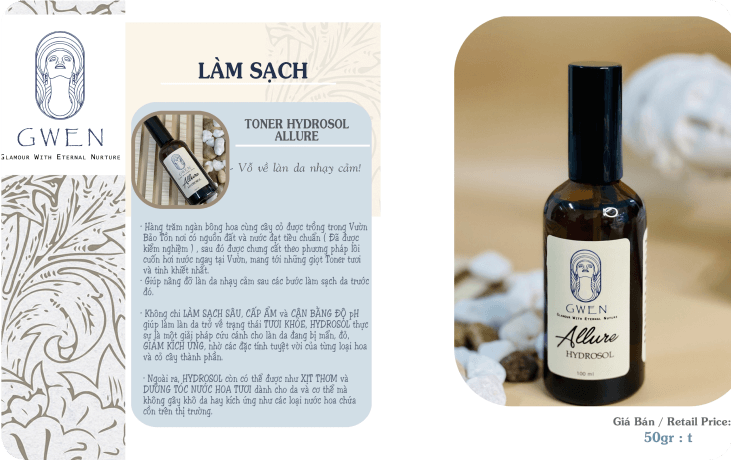 GWEN
GLAMOUR WITH ETERNAL NURTURE
LÀM SẠCH
TONER HYDROSOL
ALLURE
- Vỗ về làn da nhạy cảm!
- Hàng trăm ngàn bông hoa cùng cây cỏ được trồng trong Vườn
Bảo Tồn nơi có nguồn đất và nước đạt tiêu chuẩn ( Đã được
kiểm nghiệm ) , sau đó được chưng cất theo phương pháp lôi
cuốn hơi nước ngay tại Vườn, mang tới những giọt Toner tươi
và tinh khiết nhất.
- Giúp nâng đỡ làn da nhạy cảm sau các bước làm sạch da trước
đó.
- Không chỉ LÀM SẠCH SÂU, CẤP ẨM và CÂN BẰNG ĐỘ pH
giúp làm làn da trở về trạng thái TƯƠI KHỎE, HYDROSOL thực
sự là một giải pháp cứu cánh cho làn da đang bị mẩn, đỏ,
GIẢM KÍCH ỨNG, nhờ các đặc tính tuyệt vời của từng loại hoa
và cỏ cây thành phần.
- Ngoài ra, HYDROSOL còn có thể được như XỊT THƠM và
DƯỠNG TÓC NƯỚC HOA TƯƠI dành cho da và cơ thể mà
không gây khô da hay kích ứng như các loại nước hoa chứa
cồn trên thị trường.
GWEN
GLAMOUR WITH ETERNAL NURTURE
Allure
HYDROSOL
100 ml
Giá Bán / Retail Price:
50gr : t